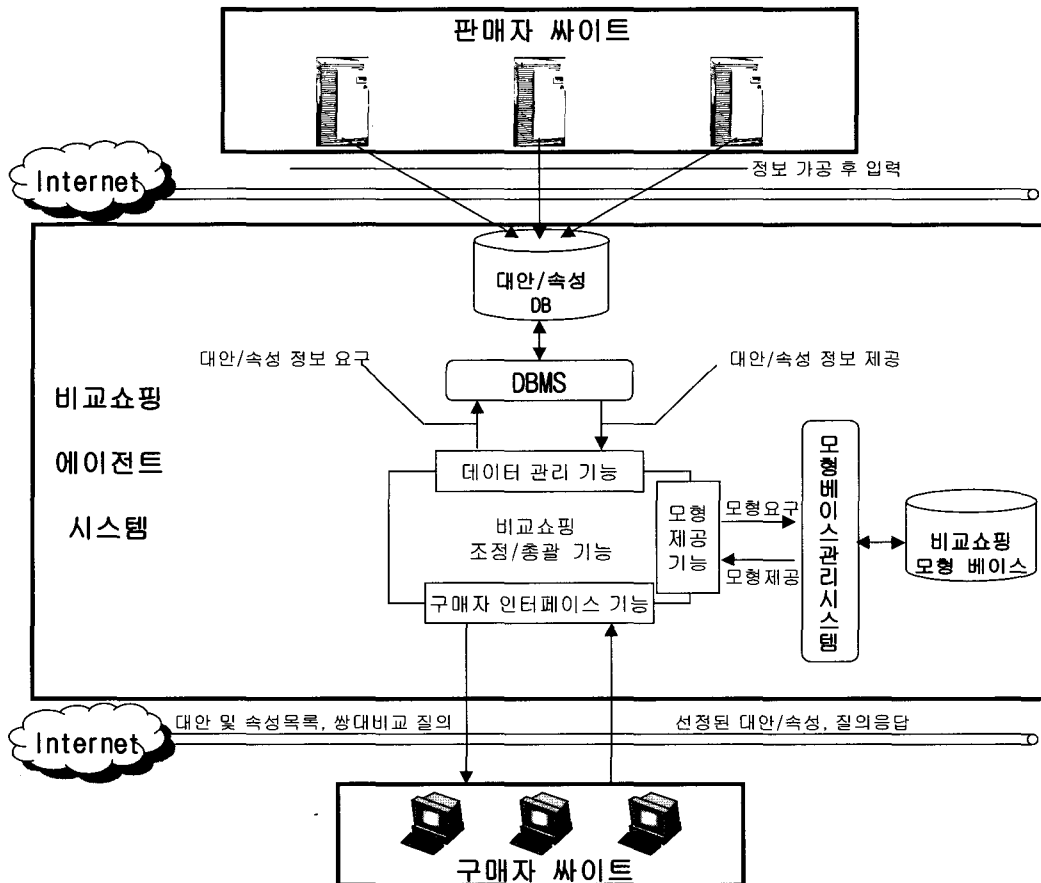 판매자 싸이트
Internet
정보 가공 후 입력
대안/속성
DB
대안/속성 정보 요구
대안/속성 정보 제공
DBMS
비교쇼핑
에이전트
시스템
데이터 관리 기능
비교쇼핑
조정/총괄 기능
모형
제공
기능
모형요구
모형제공
모형베이스관리시스템
비교쇼핑
모형 베이스
구매자 인터페이스 기능
Internet
대안 및 속성목록, 쌍대비교 질의
선정된 대안/속성, 질의응답
구매자 싸이트